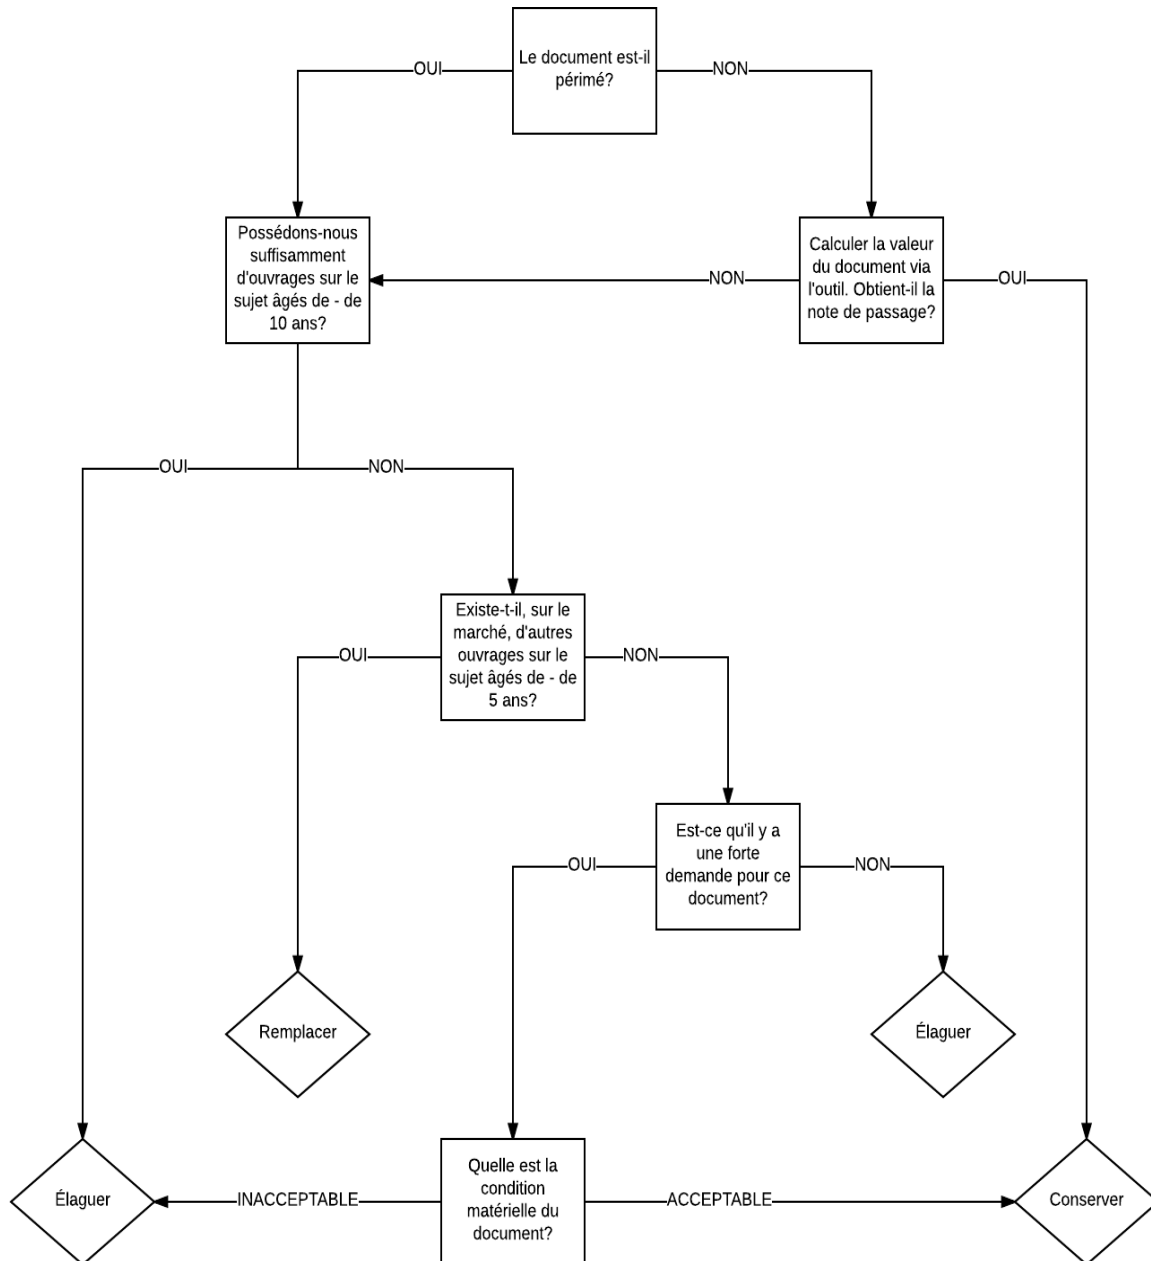 Le document est-il
périmé?
OUI
NON
Possédons-nous
suffisamment
d'ouvrages sur le
sujet âgés de - de
10 ans?
NON
Calculer la valeur
du document via
l'outil. Obtient-il la
note de passage?
OUI
OUI
NON
Existe-t-il, sur le
marché, d'autres
ouvrages sur le
sujet âgés de - de
5 ans?
OUI
NON
Est-ce qu'il y a
une forte
demande pour ce
document?
OUI
NON
Remplacer
Élaguer
Élaguer
INACCEPTABLE
Quelle est la
condition
matérielle du
document?
ACCEPTABLE
Conserver